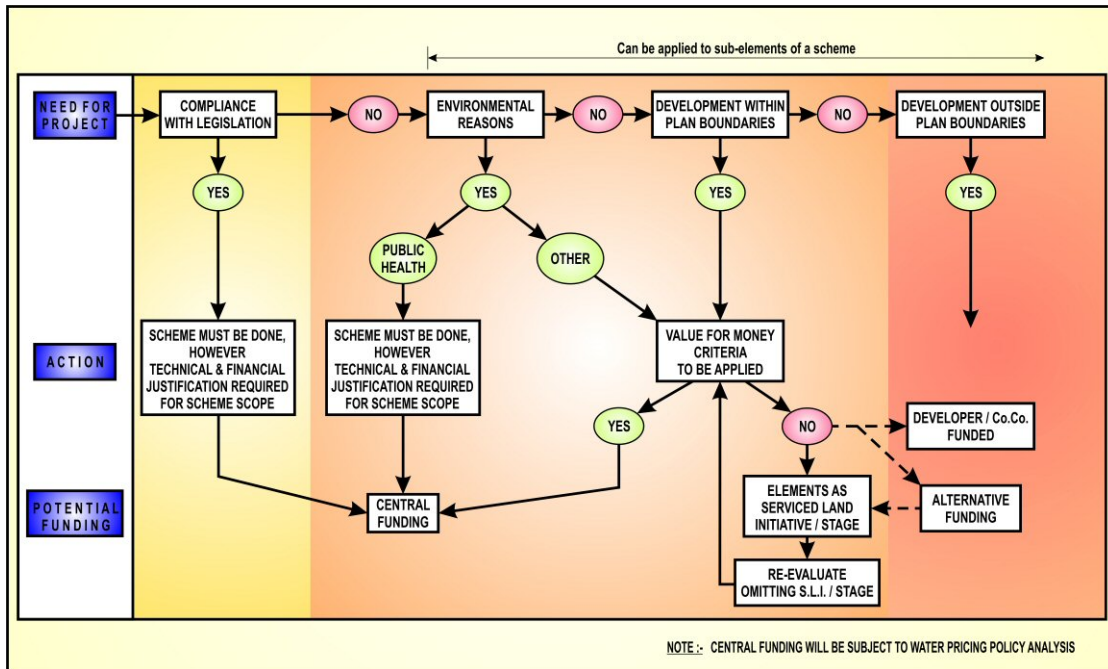 Can be applied to sub-elements of a scheme
NEED FOR
PROJECT
COMPLIANCE
WITH LEGISLATION
NO
ENVIRONMENTAL
REASONS
NO
DEVELOPMENT WITHIN
PLAN BOUNDARIES
NO
DEVELOPMENT OUTSIDE
PLAN BOUNDARIES
YES
YES
YES
YES
PUBLIC
HEALTH
OTHER
ACTION
SCHEME MUST BE DONE,
HOWEVER
TECHNICAL & FINANCIAL
JUSTIFICATION REQUIRED
FOR SCHEME SCOPE
SCHEME MUST BE DONE,
HOWEVER
TECHNICAL & FINANCIAL
JUSTIFICATION REQUIRED
FOR SCHEME SCOPE
VALUE FOR MONEY
CRITERIA
TO BE APPLIED
YES
NO
DEVELOPER / Co.Co.
FUNDED
POTENTIAL
FUNDING
CENTRAL
FUNDING
ELEMENTS AS
SERVICED LAND
INITIATIVE / STAGE
ALTERNATIVE
FUNDING
RE-EVALUATE
OMITTING S.L.I. / STAGE
NOTE :- CENTRAL FUNDING WILL BE SUBJECT TO WATER PRICING POLICY ANALYSIS